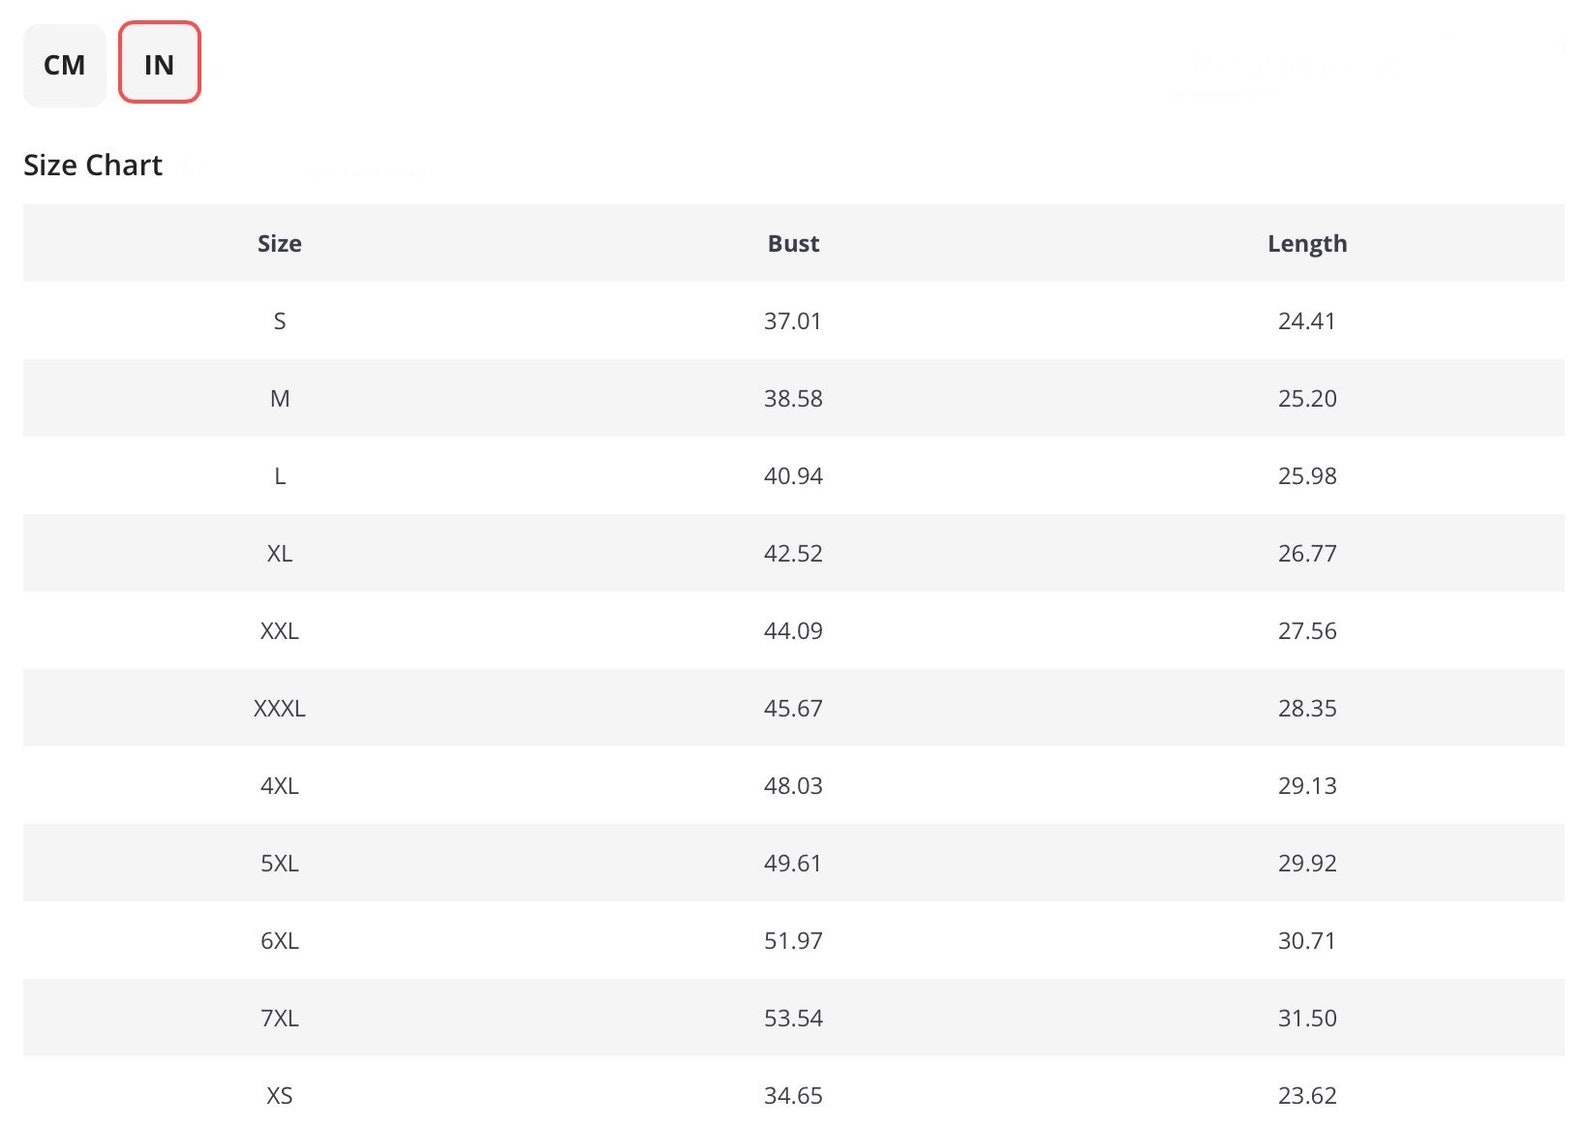 CM IN
Size Chart
Size Bust Length
S 37.01 24.41
M 38.58 25.20
L 40.94 25.98
XL 42.52 26.77
XXL 44.09 27.56
XXXL 45.67 28.35
4XL 48.03 29.13
5XL 49.61 29.92
6XL 51.97 30.71
7XL 53.54 31.50
XS 34.65 23.62